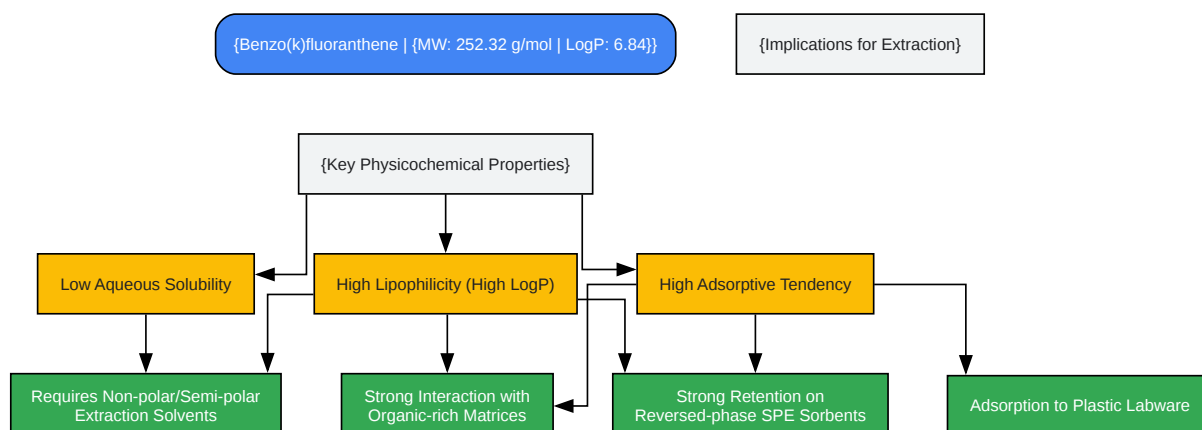 {Benzo(k)fluoranthene | {MW: 252.32 g/mol | LogP: 6.84}}
{Implications for Extraction}
{Key Physicochemical Properties}
Low Aqueous Solubility
High Lipophilicity (High LogP)
High Adsorptive Tendency
Requires Non-polar/Semi-polar
Extraction Solvents
Strong Interaction with
Organic-rich Matrices
Strong Retention on
Reversed-phase SPE Sorbents
Adsorption to Plastic Labware